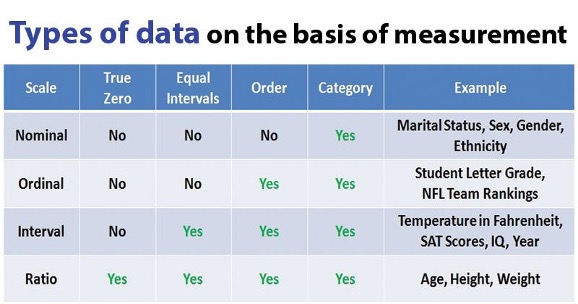 Types of data on the basis of measurement
Scale True Zero Equal Intervals Order Category Example
Nominal No No No Yes Marital Status, Sex, Gender, Ethnicity
Ordinal No No Yes Yes Student Letter Grade, NFL Team Rankings
Interval No Yes Yes Yes Temperature in Fahrenheit, SAT Scores, IQ, Year
Ratio Yes Yes Yes Yes Age, Height, Weight